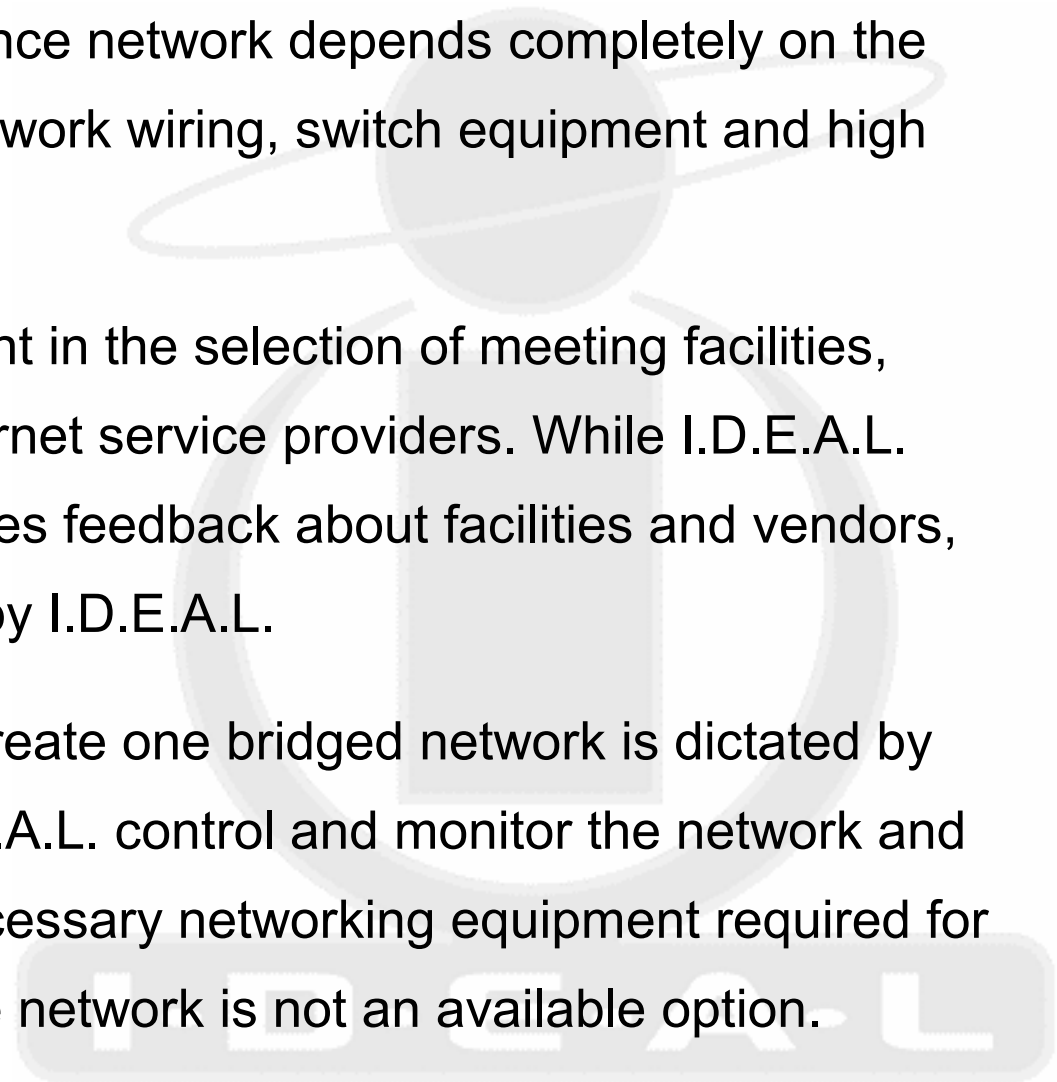 nce network depends completely on the
work wiring, switch equipment and high
nt in the selection of meeting facilities,
rnet service providers. While I.D.E.A.L.
es feedback about facilities and vendors,
by I.D.E.A.L.
reate one bridged network is dictated by
.A.L. control and monitor the network and
cessary networking equipment required for
e network is not an available option.
I D E A L